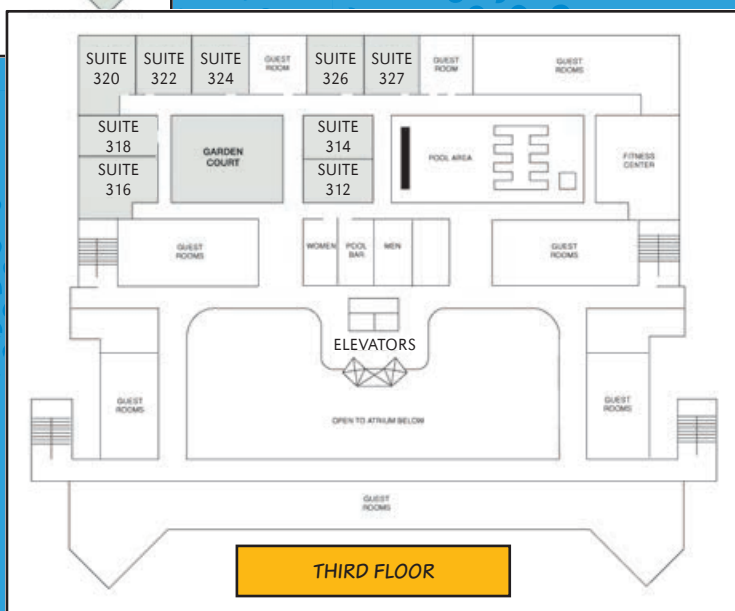 SUITE
320
SUITE
322
SUITE
324
GUEST
ROOM
SUITE
326
SUITE
327
GUEST
ROOM
GUEST
ROOMS
SUITE
318
SUITE
316
GARDEN
COURT
SUITE
314
SUITE
312
POOL AREA
FITNESS
CENTER
GUEST
ROOMS
WOMEN
POOL
BAR
MEN
GUEST
ROOMS
ELEVATORS
GUEST
ROOMS
OPEN TO ATRIUM BELOW
GUEST
ROOMS
GUEST
ROOMS
THIRD FLOOR